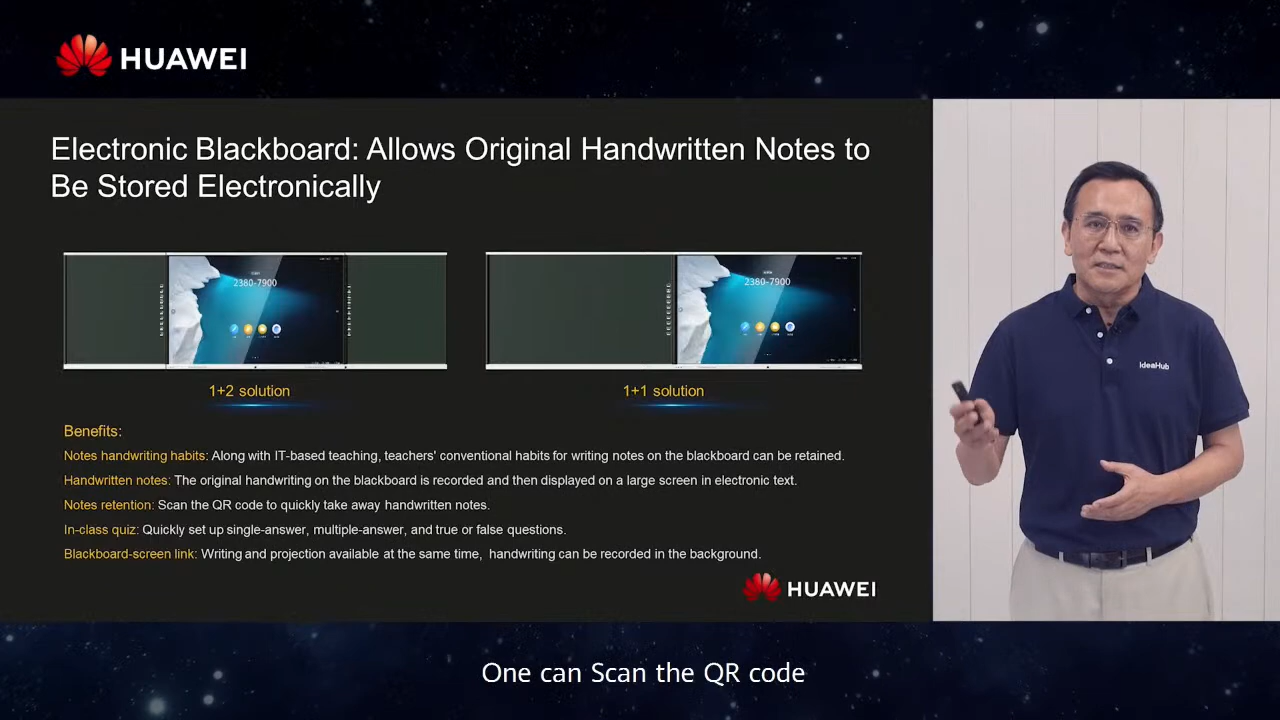 HUAWEI
Electronic Blackboard: Allows Original Handwritten Notes to
Be Stored Electronically
2380-7900
2380-7900
1+2 solution
1+1 solution
Benefits:
Notes handwriting habits: Along with IT-based teaching, teachers' conventional habits for writing notes on the blackboard can be retained.
Handwritten notes: The original handwriting on the blackboard is recorded and then displayed on a large screen in electronic text.
Notes retention: Scan the QR code to quickly take away handwritten notes.
In-class quiz: Quickly set up single-answer, multiple-answer, and true or false questions.
Blackboard-screen link: Writing and projection available at the same time, handwriting can be recorded in the background.
HUAWEI
IdeaHub
One can Scan the QR code